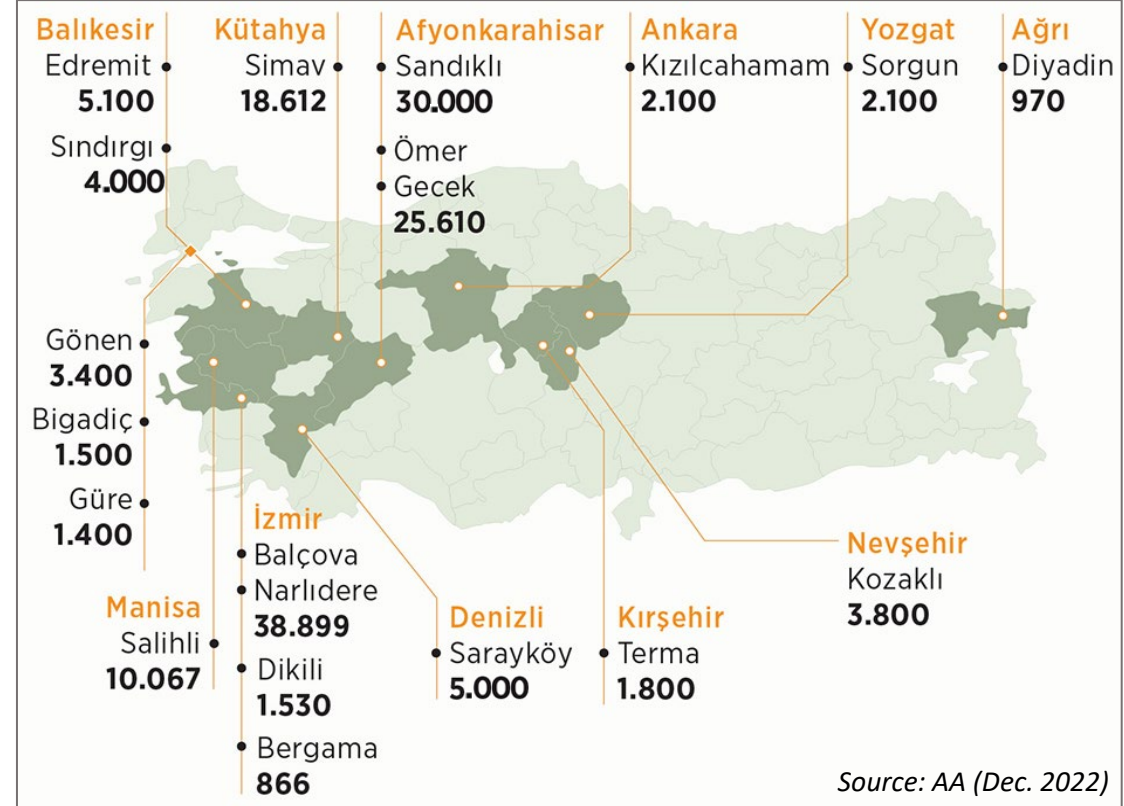 Balıkesir
Edremit
5.100
Sındırgı
4.000
Gönen
3.400
Bigadiç
1.500
Güre
1.400
Kütahya
Simav
18.612
Afyonkarahisar
Sandıklı
30.000
Ömer
Gecek
25.610
Ankara
Kızılcahamam
2.100
Yozgat
Sorgun
2.100
Ağrı
Diyadin
970
Manisa
Salihli
10.067
İzmir
Balçova
Narlıdere
38.899
Dikili
1.530
Bergama
866
Denizli
Sarayköy
5.000
Kırşehir
Terma
1.800
Nevşehir
Kozaklı
3.800
Source: AA (Dec. 2022)